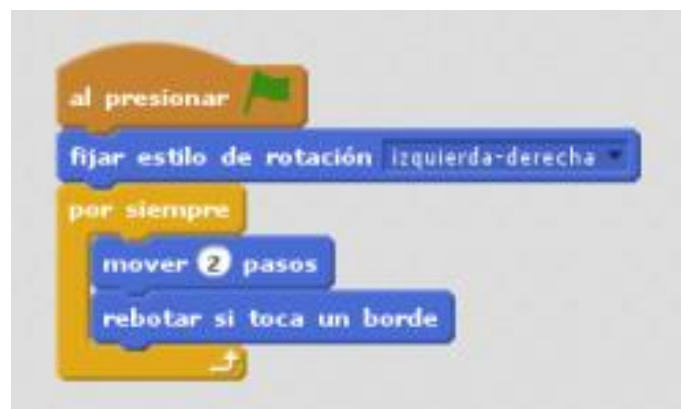 al presionar
fijar estilo de rotación izquierda-derecha
por siempre
mover 2 pasos
rebotar si toca un borde